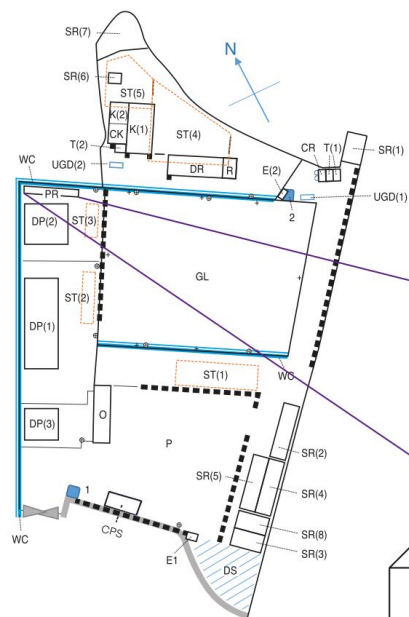 SR(7)
SR(6)
N
ST(5)
K(2)
K(1)
CK
ST(4)
T(2)
CR
T(1)
SR(1)
WC
UGD(2)
DR
R
E(2)
PR
2
UGD(1)
DP(2)
ST(3)
GL
ST(2)
DP(1)
WC
ST(1)
O
DP(3)
P
SR(2)
SR(5)
SR(4)
1
CPS
SR(8)
WC
E1
SR(3)
DS